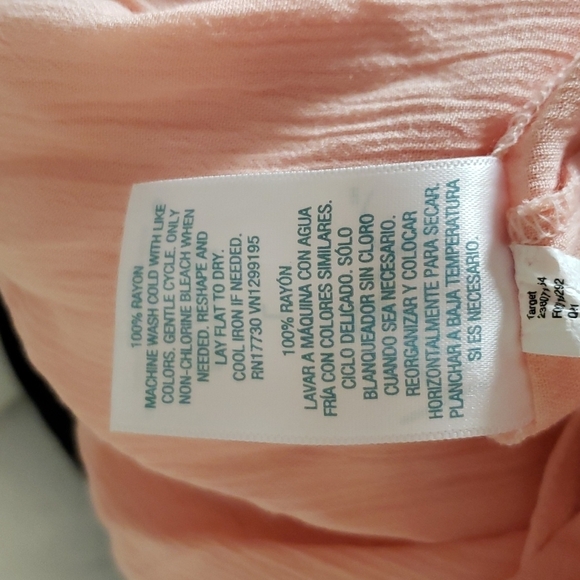 100% RAYON
MACHINE WASH COLD WITH LIKE
COLORS, GENTLE CYCLE. ONLY
NON-CHLORINE BLEACH WHEN
NEEDED. RESHAPE AND
LAY FLAT TO DRY.
COOL IRON IF NEEDED.
RN17730 VN1299195
100% RAYÓN
LAVAR A MÁQUINA CON AGUA
FRÍA CON COLORES SIMILARES.
CICLO DELICADO. SÓLO
BLANQUEADOR SIN CLORO
CUANDO SEA NECESARIO.
REORGANIZAR Y COLOCAR
HORIZONTALMENTE PARA SECAR.
PLANCHAR A BAJA TEMPERATURA
SI ES NECESARIO.
Target